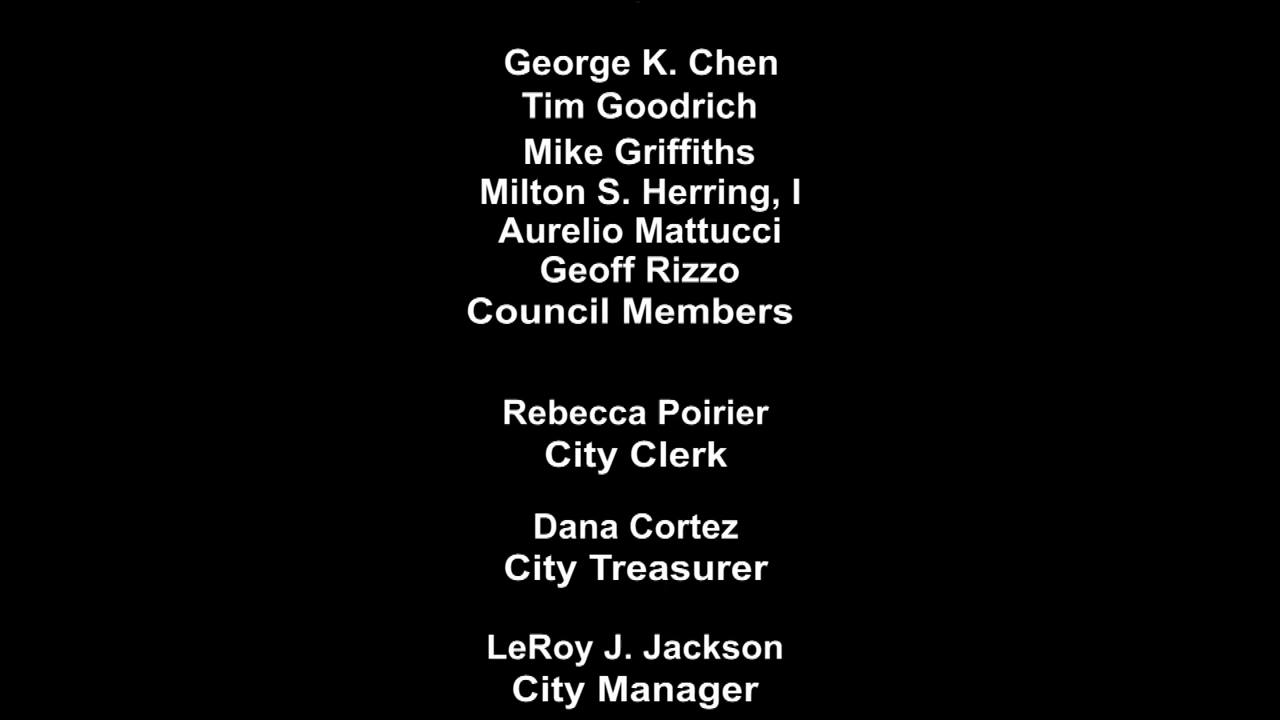 George K. Chen
Tim Goodrich
Mike Griffiths
Milton S. Herring, I
Aurelio Mattucci
Geoff Rizzo
Council Members
Rebecca Poirier
City Clerk
Dana Cortez
City Treasurer
LeRoy J. Jackson
City Manager